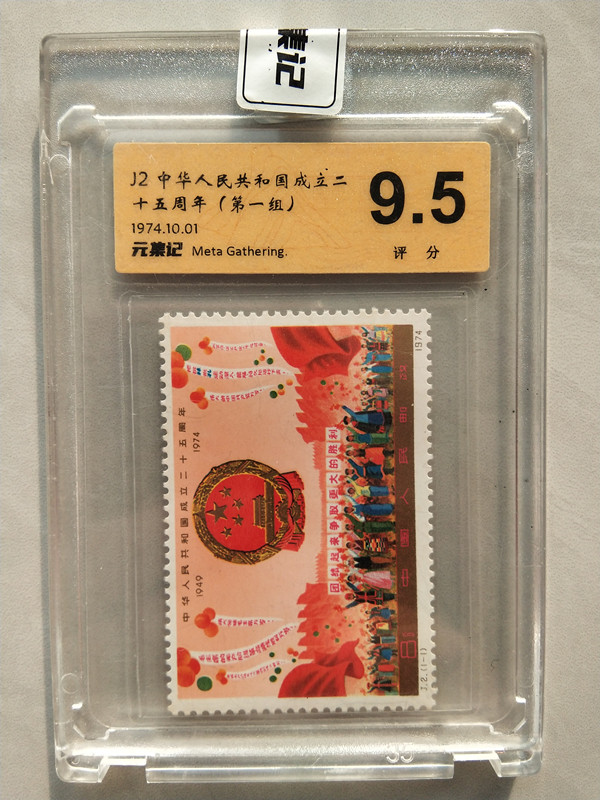 集记
J2 中华人民共和国成立二
十五周年（第一组）
1974.10.01
元集记 Meta Gathering.
9.5
评 分
中华人民共和国成立二十五周年
1949 1974
团结起来争取更大的胜利
中国人民邮政
8分
J.2.(1-1)
1974